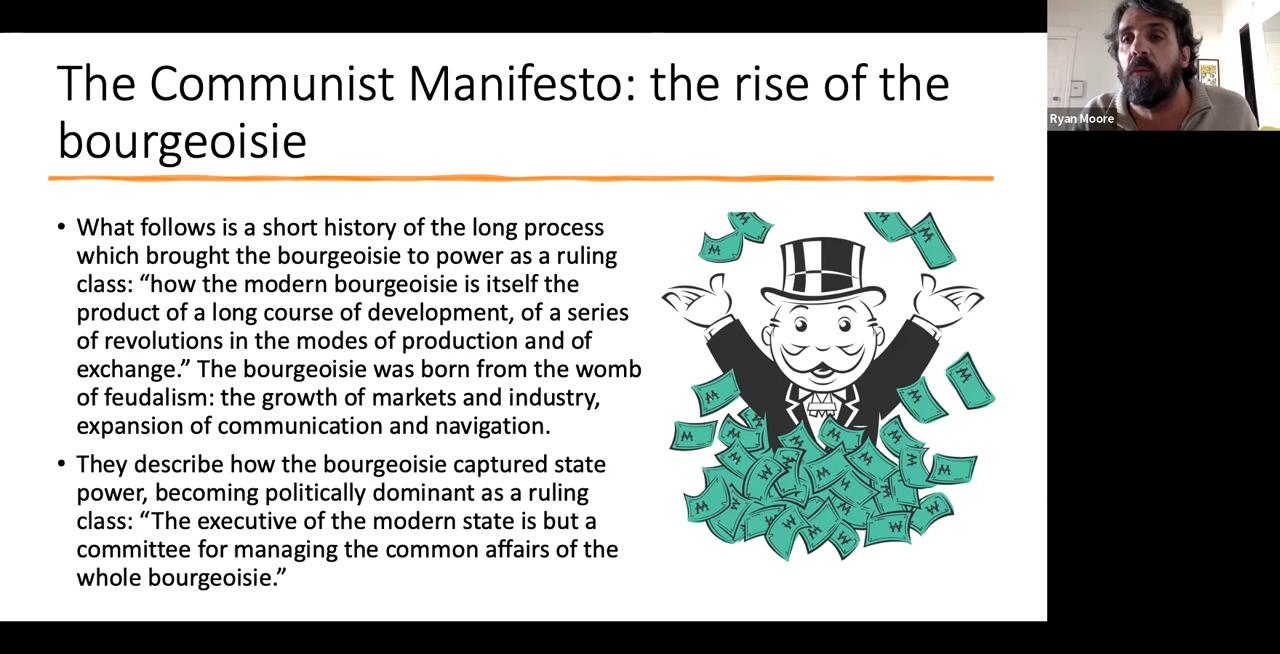 The Communist Manifesto: the rise of the
bourgeoisie
• What follows is a short history of the long process
which brought the bourgeoisie to power as a ruling
class: “how the modern bourgeoisie is itself the
product of a long course of development, of a series
of revolutions in the modes of production and of
exchange.” The bourgeoisie was born from the womb
of feudalism: the growth of markets and industry,
expansion of communication and navigation.
• They describe how the bourgeoisie captured state
power, becoming politically dominant as a ruling
class: “The executive of the modern state is but a
committee for managing the common affairs of the
whole bourgeoisie.”
Ryan Moore